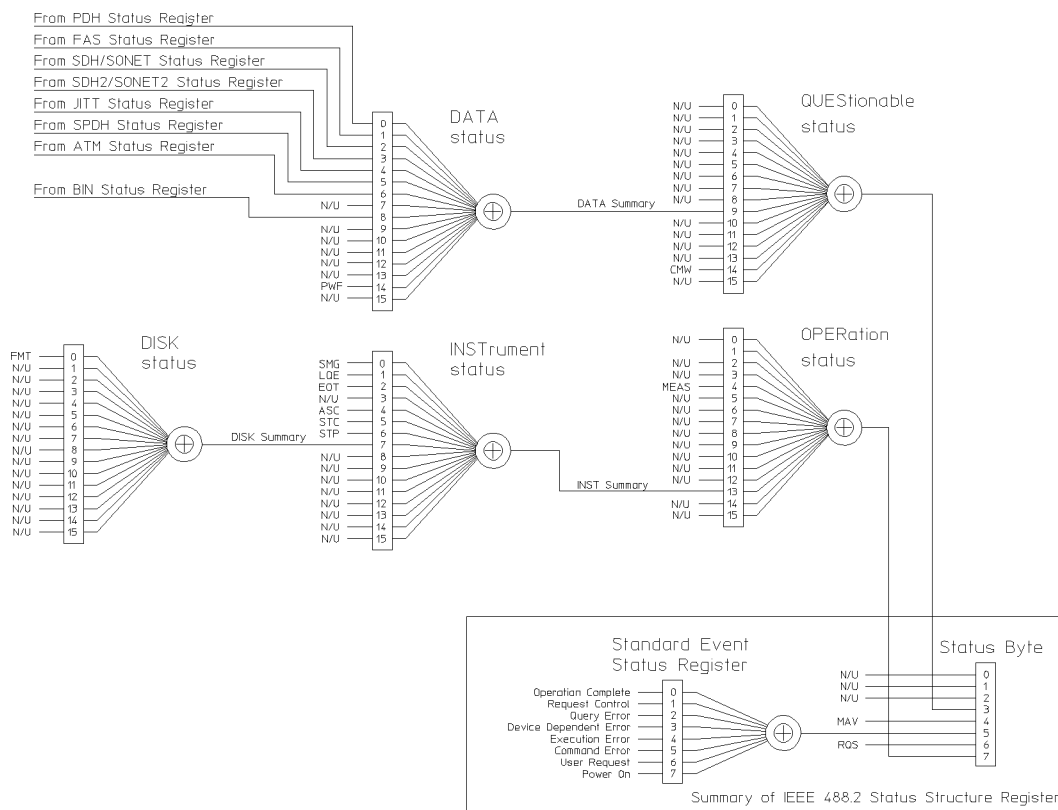 From PDH Status Register
From FAS Status Register
From SDH/SONET Status Register
From SDH2/SONET2 Status Register
From JITT Status Register
From SPDH Status Register
From ATM Status Register
From BIN Status Register
DATA
status
0
1
2
3
4
5
6
N/U 7
8
N/U 9
N/U 10
N/U 11
N/U 12
N/U 13
PWF 14
N/U 15
DATA Summary
QUEStionable
status
N/U 0
N/U 1
N/U 2
N/U 3
N/U 4
N/U 5
N/U 6
N/U 7
N/U 8
9
N/U 10
N/U 11
N/U 12
N/U 13
CMW 14
N/U 15
DISK
status
FMT 0
N/U 1
N/U 2
N/U 3
N/U 4
N/U 5
N/U 6
N/U 7
N/U 8
N/U 9
N/U 10
N/U 11
N/U 12
N/U 13
N/U 14
N/U 15
DISK Summary
INSTrument
status
SMG 0
LQE 1
EOT 2
N/U 3
ASC 4
STC 5
STP 6
7
N/U 8
N/U 9
N/U 10
N/U 11
N/U 12
N/U 13
N/U 14
N/U 15
INST Summary
OPERation
status
N/U 0
1
N/U 2
N/U 3
MEAS 4
N/U 5
N/U 6
N/U 7
N/U 8
N/U 9
N/U 10
N/U 11
N/U 12
13
N/U 14
N/U 15
Standard Event
Status Register
Operation Complete 0
Request Control 1
Query Error 2
Device Dependent Error 3
Execution Error 4
Command Error 5
User Request 6
Power On 7
Status Byte
N/U 0
N/U 1
N/U 2
3
MAV 4
5
RQS 6
7
Summary of IEEE 488.2 Status Structure Register